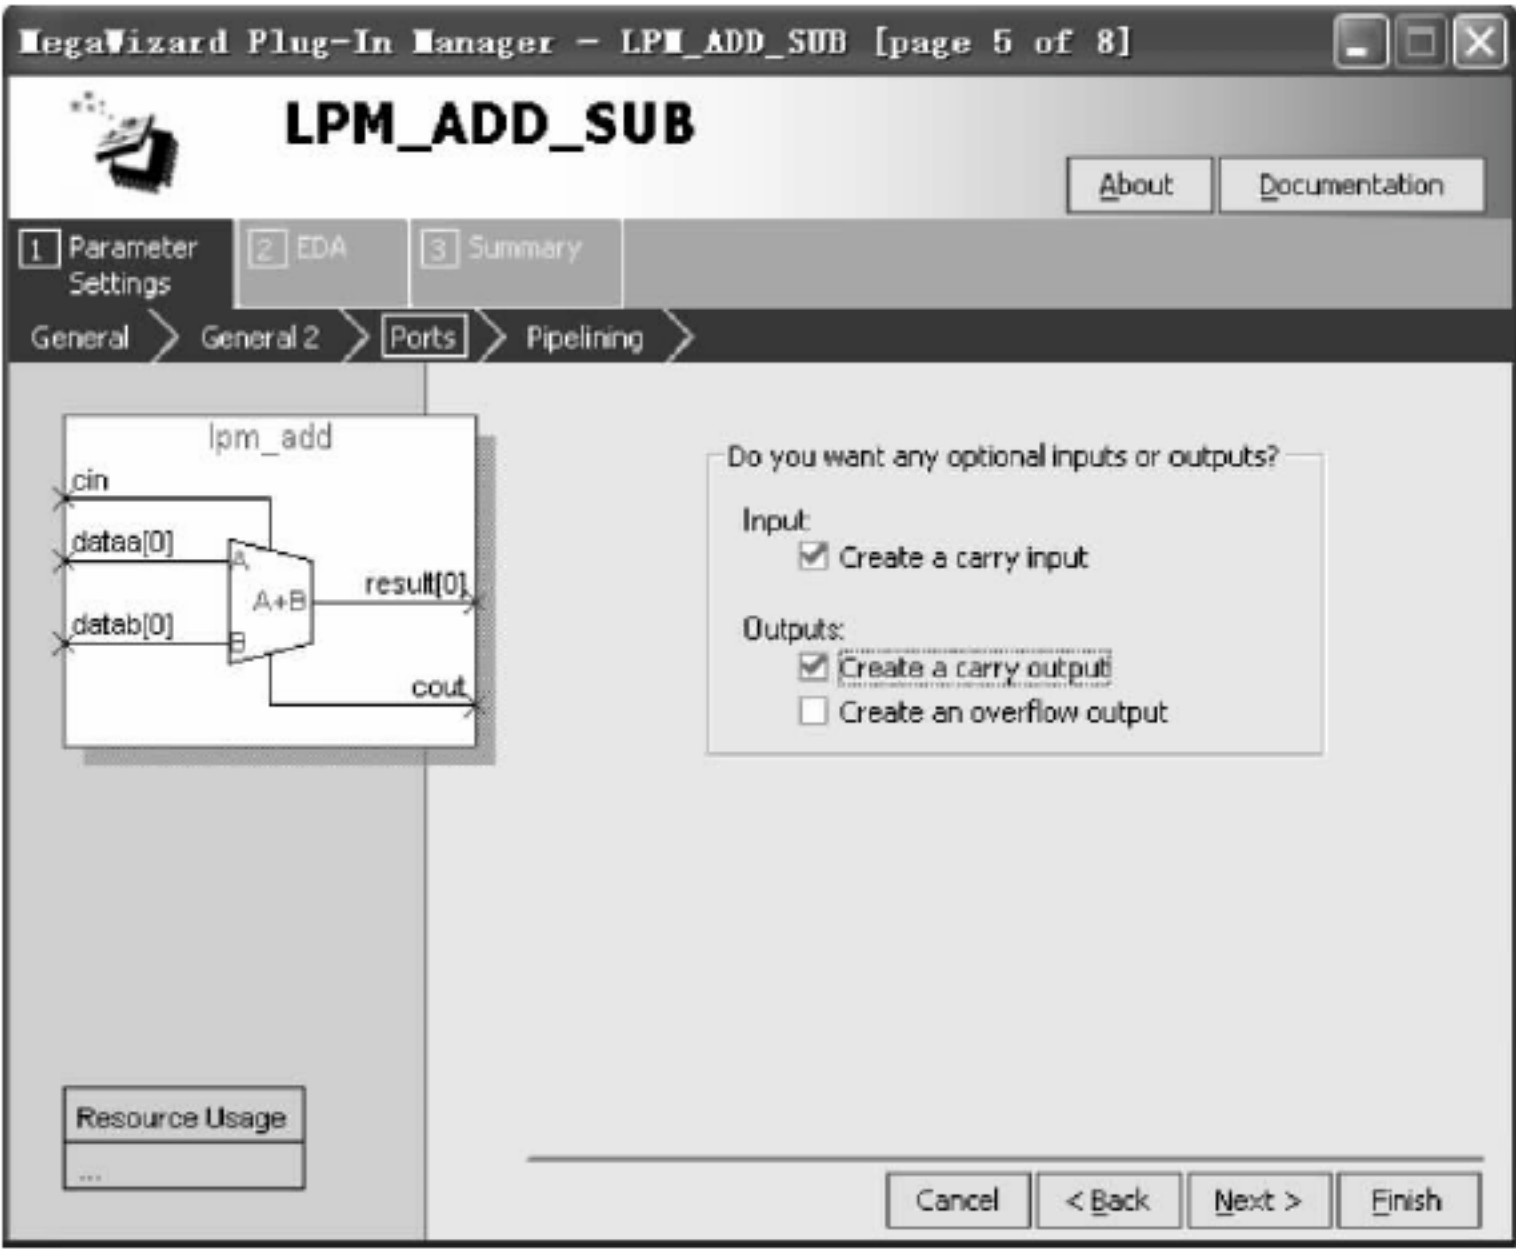 MegaWizard Plug-In Manager - LPM_ADD_SUB [page 5 of 8]
LPM_ADD_SUB
About
Documentation
1 Parameter Settings
2 EDA
3 Summary
General
General 2
Ports
Pipelining
lpm_add
cin
dataa[0]
A
A+B
result[0]
datab[0]
B
cout
Do you want any optional inputs or outputs?
Input:
Create a carry input
Outputs:
Create a carry output
Create an overflow output
Resource Usage
...
Cancel
< Back
Next >
Finish